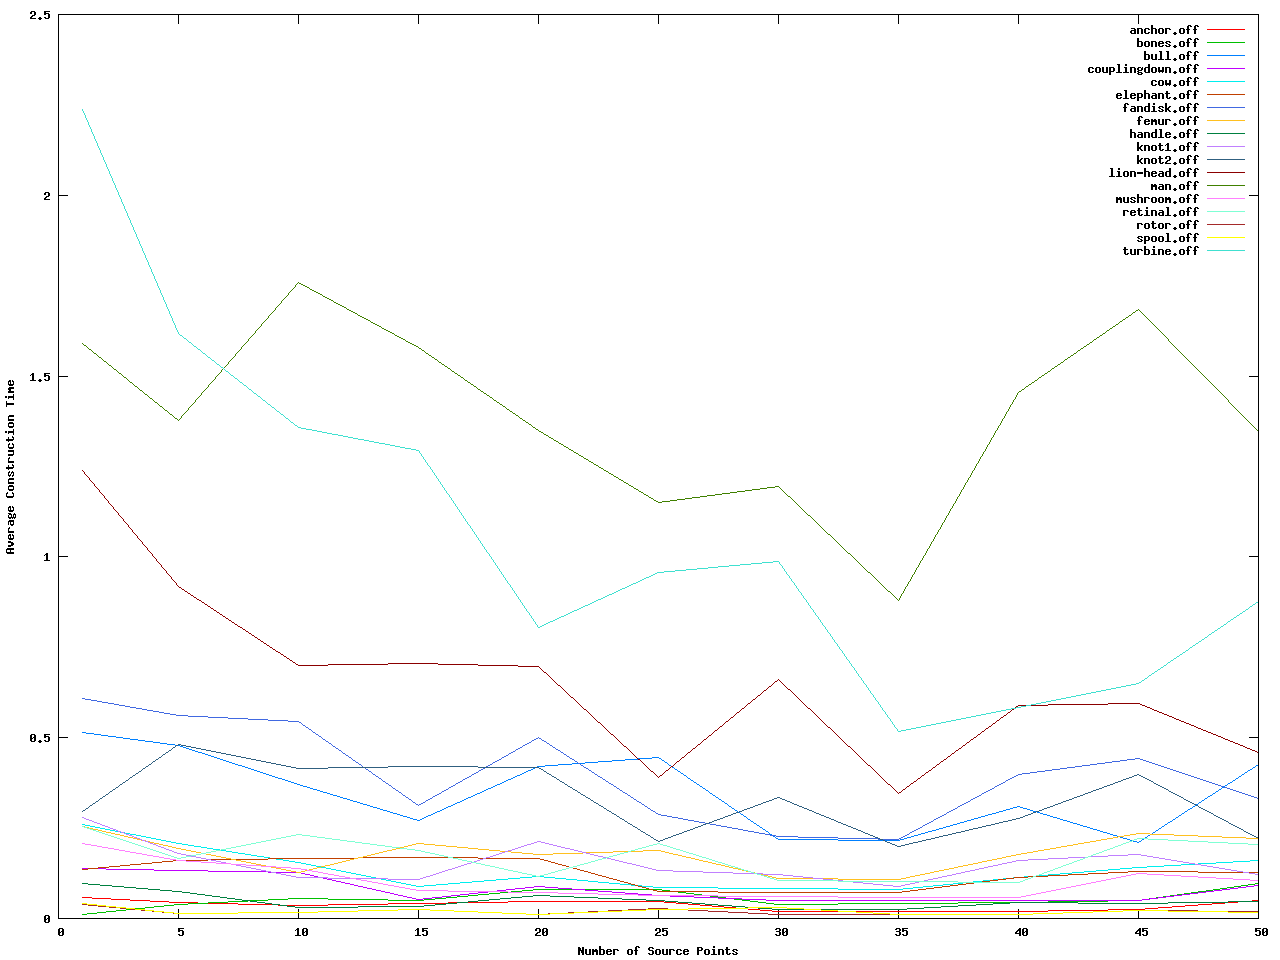 2.5
2
1.5
1
0.5
0
Average Construction Time
anchor.off
bones.off
bull.off
couplingdown.off
cow.off
elephant.off
fandisk.off
femur.off
handle.off
knot1.off
knot2.off
lion-head.off
man.off
mushroom.off
retinal.off
rotor.off
spool.off
turbine.off
0 5 10 15 20 25 30 35 40 45 50
Number of Source Points